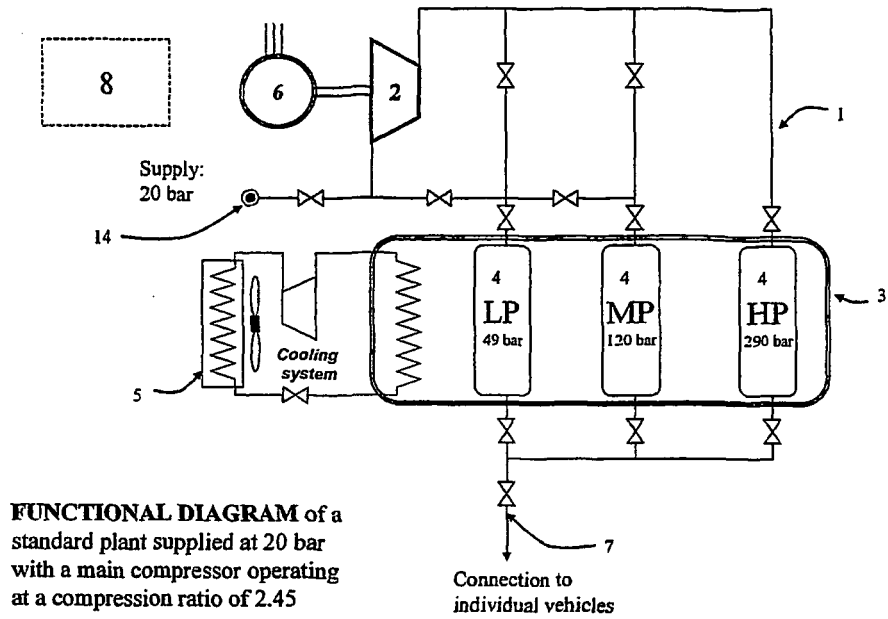 8
6
2
1
Supply:
20 bar
14
4
4
4
3
LP
MP
HP
49 bar
120 bar
290 bar
Cooling
system
5
FUNCTIONAL DIAGRAM of a
standard plant supplied at 20 bar
with a main compressor operating
at a compression ratio of 2.45
7
Connection to
individual vehicles